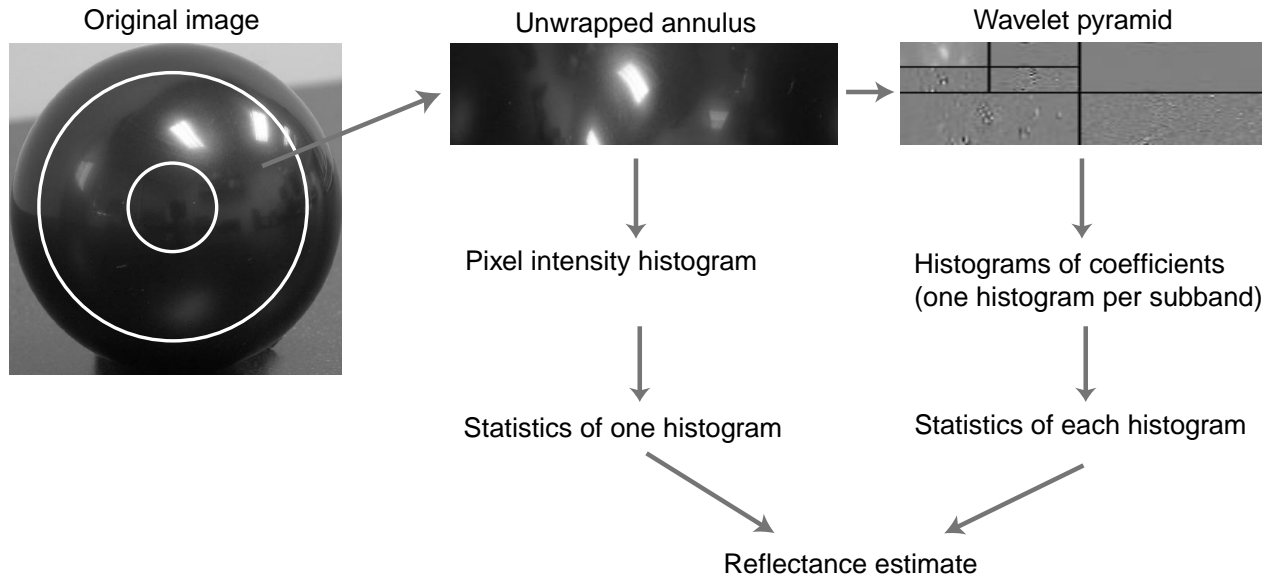 Original image
Unwrapped annulus
Wavelet pyramid
Pixel intensity histogram
Histograms of coefficients
(one histogram per subband)
Statistics of one histogram
Statistics of each histogram
Reflectance estimate